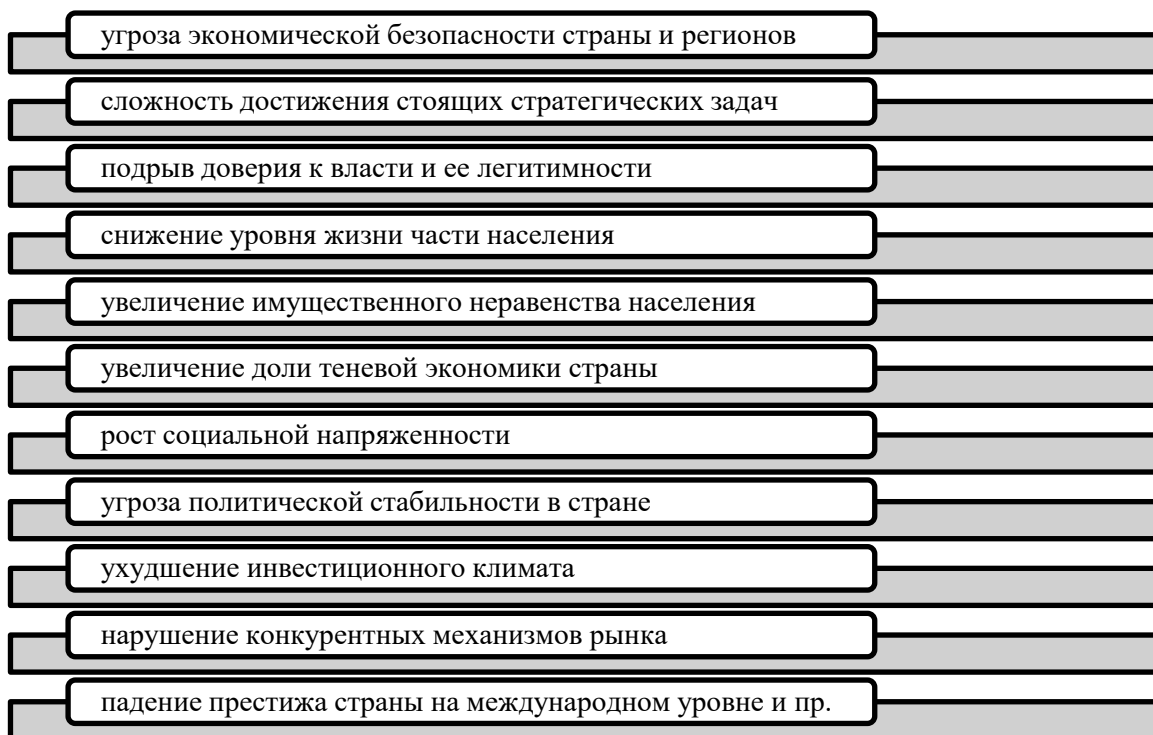 угроза экономической безопасности страны и регионов
сложность достижения стоящих стратегических задач
подрыв доверия к власти и ее легитимности
снижение уровня жизни части населения
увеличение имущественного неравенства населения
увеличение доли теневой экономики страны
рост социальной напряженности
угроза политической стабильности в стране
ухудшение инвестиционного климата
нарушение конкурентных механизмов рынка
падение престижа страны на международном уровне и пр.